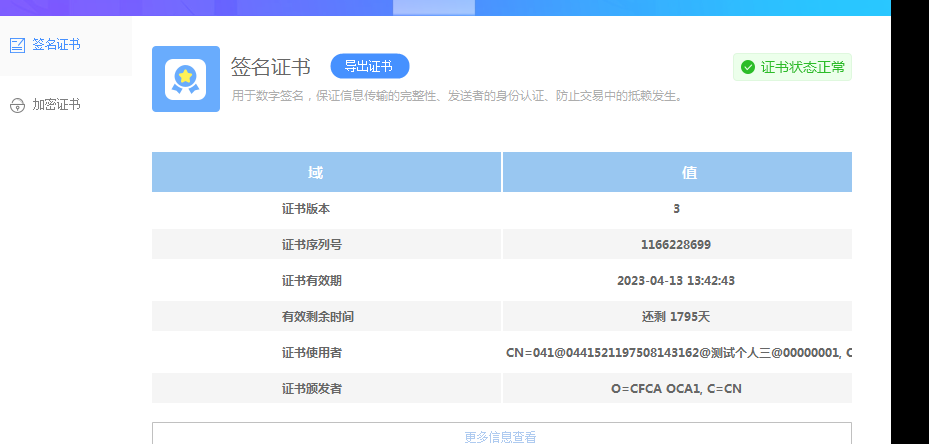 签名证书
加密证书
签名证书 导出证书 证书状态正常
用于数字签名，保证信息传输的完整性、发送者的身份认证、防止交易中的抵赖发生。
域 值
证书版本 3
证书序列号 1166228699
证书有效期 2023-04-13 13:42:43
有效剩余时间 还剩 1795天
证书使用者 CN=041@0441521197508143162@测试个人三@00000001, C
证书颁发者 O=CFCA OCA1, C=CN
更多信息查看